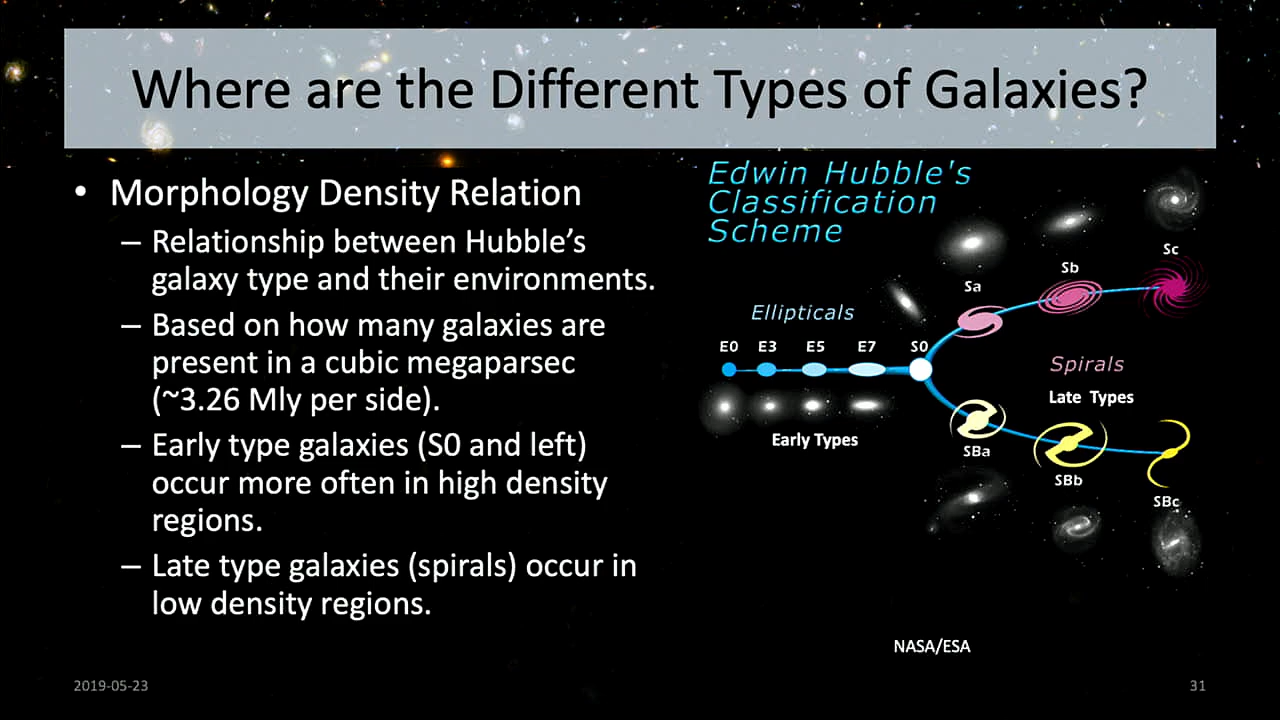 Where are the Different Types of Galaxies?
• Morphology Density Relation
– Relationship between Hubble’s
galaxy type and their environments.
– Based on how many galaxies are
present in a cubic megaparsec
(~3.26 Mly per side).
– Early type galaxies (S0 and left)
occur more often in high density
regions.
– Late type galaxies (spirals) occur in
low density regions.
Edwin Hubble's
Classification
Scheme
Ellipticals
E0 E3 E5 E7 S0
Early Types
Sa
Sb
Sc
Spirals
Late Types
SBa
SBb
SBc
NASA/ESA
2019-05-23
31